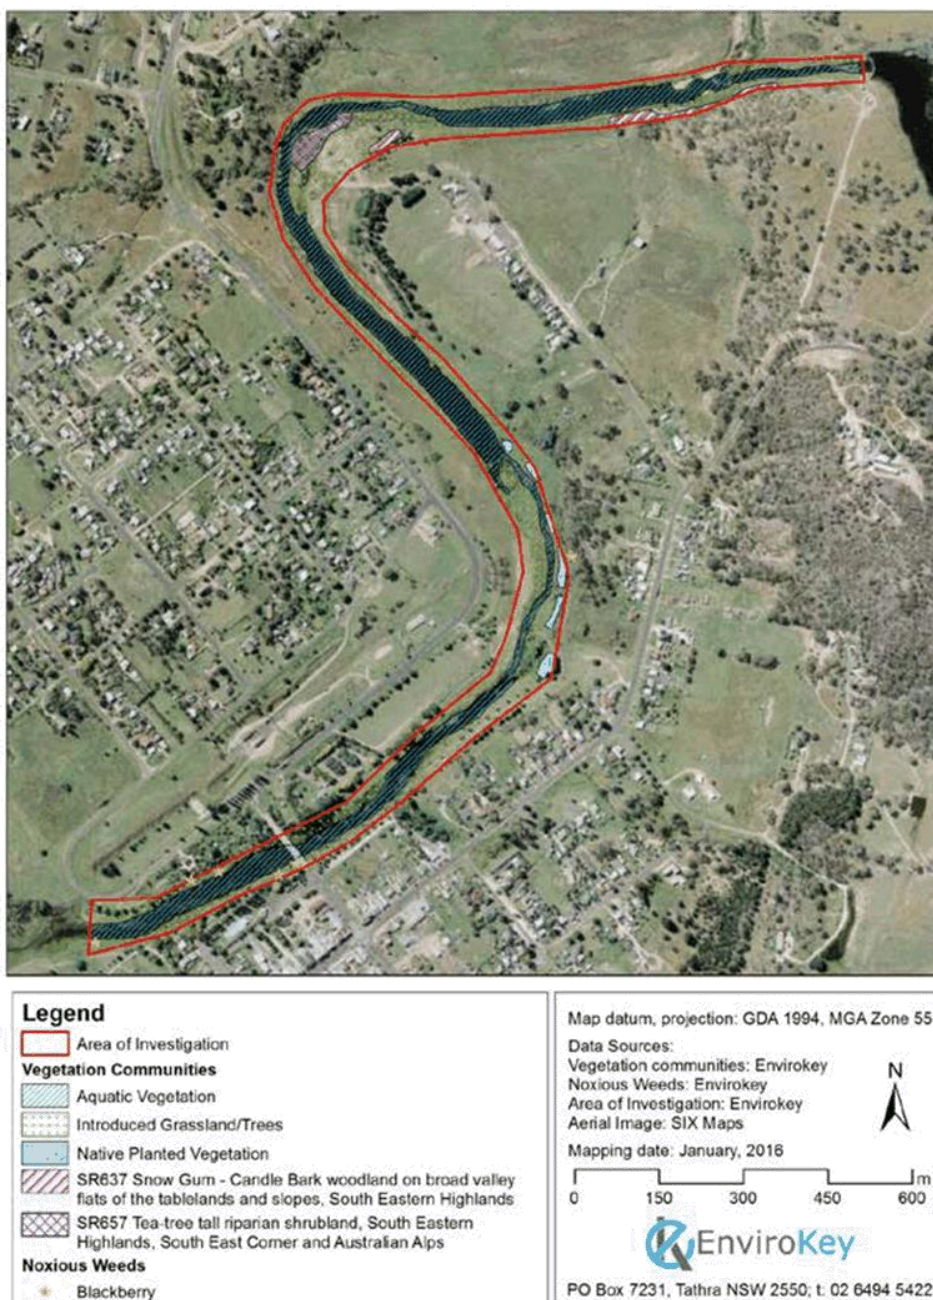 Legend
Area of Investigation
Vegetation Communities
Aquatic Vegetation
Introduced Grassland/Trees
Native Planted Vegetation
SR637 Snow Gum - Candle Bark woodland on broad valley
flats of the tablelands and slopes, South Eastern Highlands
SR657 Tea-tree tall riparian shrubland, South Eastern
Highlands, South East Corner and Australian Alps
Noxious Weeds
Blackberry
Map datum, projection: GDA 1994, MGA Zone 55
Data Sources:
Vegetation communities: Envirokey
Noxious Weeds: Envirokey
Area of Investigation: Envirokey
Aerial Image: SIX Maps
Mapping date: January, 2016
N
0 150 300 450 600 m
EnviroKey
PO Box 7231, Tathra NSW 2550; t: 02 6494 5422